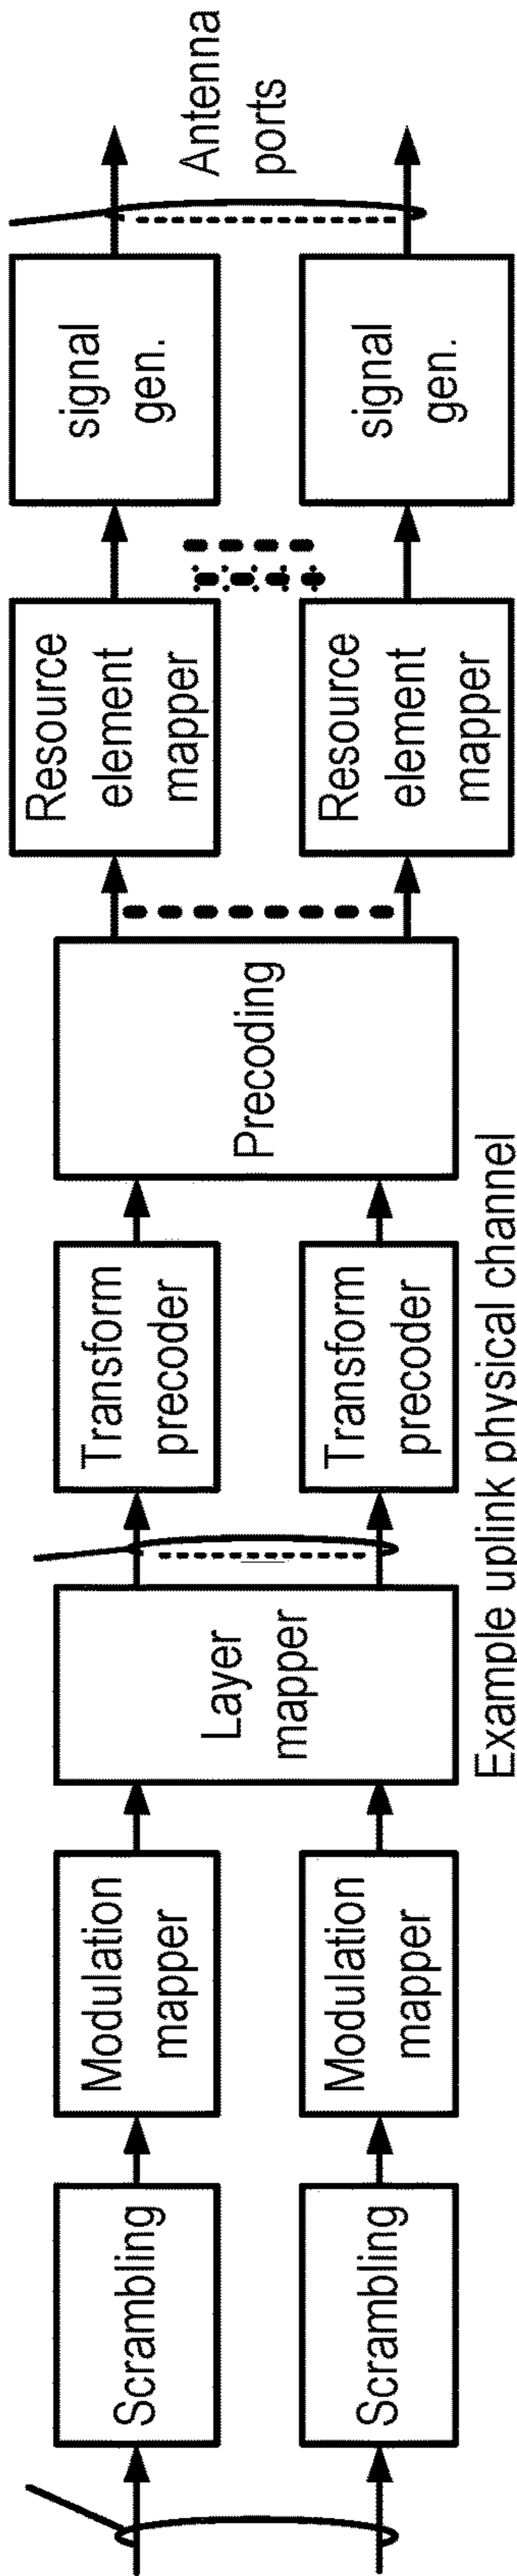 Scrambling
Modulation
mapper
Layer
mapper
Transform
precoder
Precoding
Resource
element
mapper
signal
gen.
Antenna
ports
Scrambling
Modulation
mapper
Transform
precoder
Resource
element
mapper
signal
gen.
Example uplink physical channel